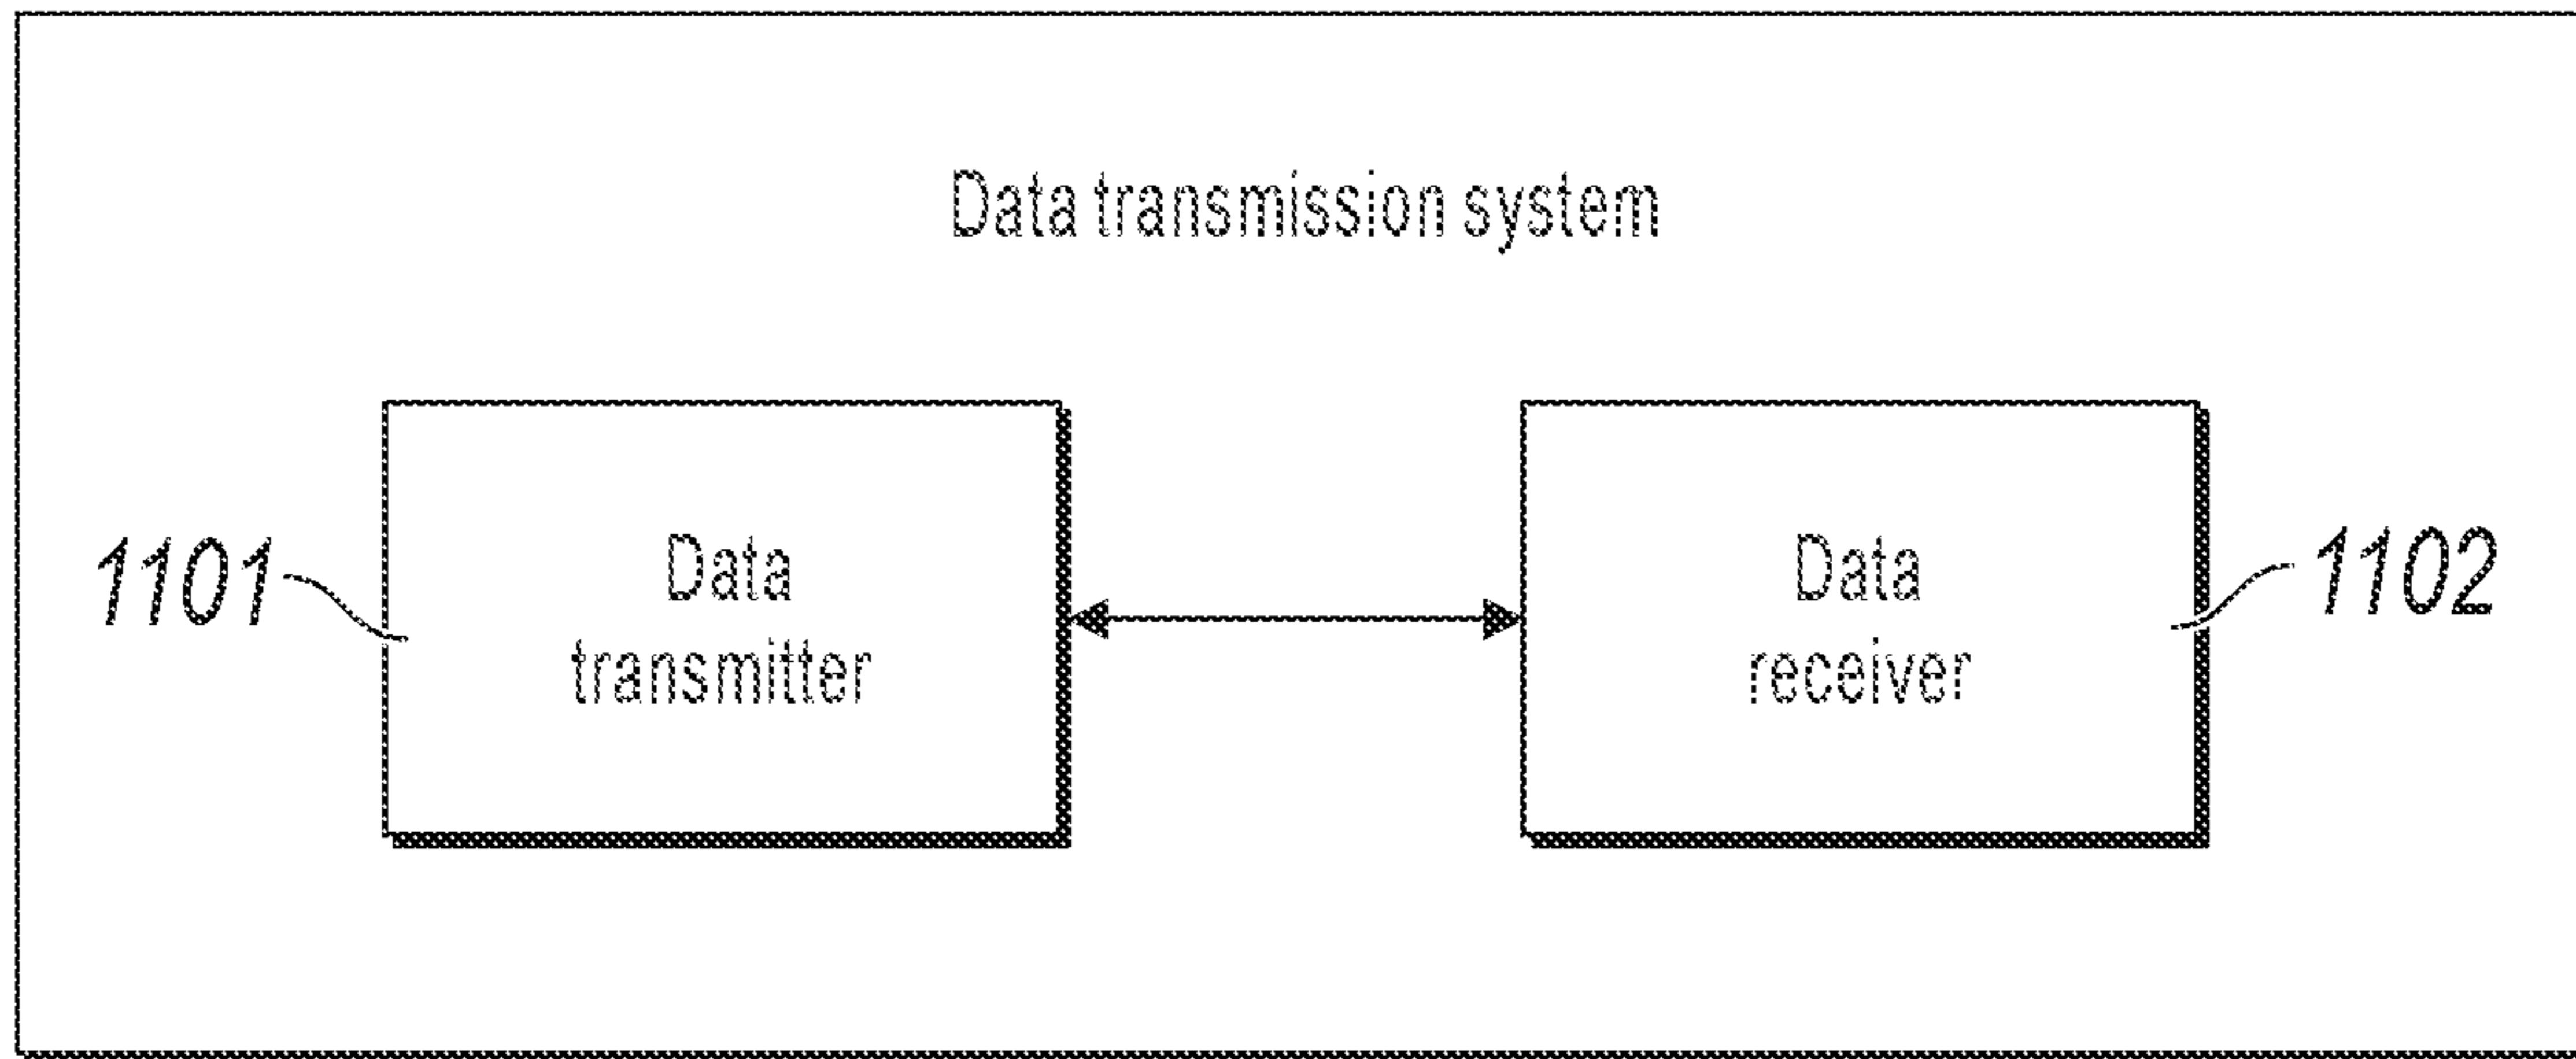 Data transmission system
1101
Data
transmitter
Data
receiver
1102